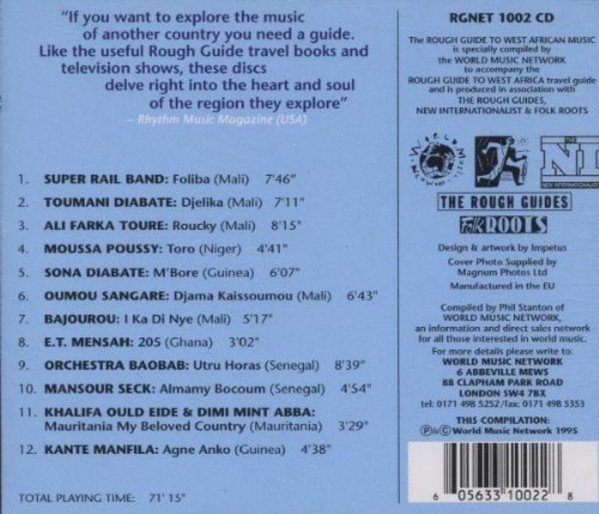 "If you want to explore the music
of another country you need a guide.
Like the useful Rough Guide travel books and
television shows, these discs
delve right into the heart and soul
of the region they explore"
– Rhythm Music Magazine (USA)
1. SUPER RAIL BAND: Foliba (Mali) 7'46"
2. TOUMANI DIABATE: Djelika (Mali) 7'11"
3. ALI FARKA TOURE: Roucky (Mali) 8'15"
4. MOUSSA POUSSY: Toro (Niger) 4'41"
5. SONA DIABATE: M'Bore (Guinea) 6'07"
6. OUMOU SANGARE: Djama Kaissoumou (Mali) 6'43"
7. BAJOUROU: I Ka Di Nye (Mali) 5'17"
8. E.T. MENSAH: 205 (Ghana) 3'02"
9. ORCHESTRA BAOBAB: Utru Horas (Senegal) 8'39"
10. MANSOUR SECK: Almamy Bocoum (Senegal) 4'54"
11. KHALIFA OULD EIDE & DIMI MINT ABBA:
Mauritania My Beloved Country (Mauritania) 3'29"
12. KANTE MANFILA: Agne Anko (Guinea) 4'38"
TOTAL PLAYING TIME: 71' 15"
RGNET 1002 CD
The ROUGH GUIDE TO WEST AFRICAN MUSIC
is specially compiled by
the WORLD MUSIC NETWORK
to accompany the
ROUGH GUIDE TO WEST AFRICA travel guide
and is produced in association with
THE ROUGH GUIDES,
NEW INTERNATIONALIST & FOLK ROOTS
WORLD MUSIC NETWORK
THE NI
NEW INTERNATIONALIST
THE ROUGH GUIDES
Folk ROOTS
Design & artwork by Impetus
Cover Photo Supplied by
Magnum Photos Ltd
Manufactured in the EU
Compiled by Phil Stanton of
WORLD MUSIC NETWORK,
an information and direct sales network
for all those interested in world music.
For more details please write to:
WORLD MUSIC NETWORK
6 ABBEVILLE MEWS
88 CLAPHAM PARK ROAD
LONDON SW4 7BX
tel: 0171 498 5252 /fax: 0171 498 5353
THIS COMPILATION:
℗&© World Music Network 1995
6 05633 10022 8